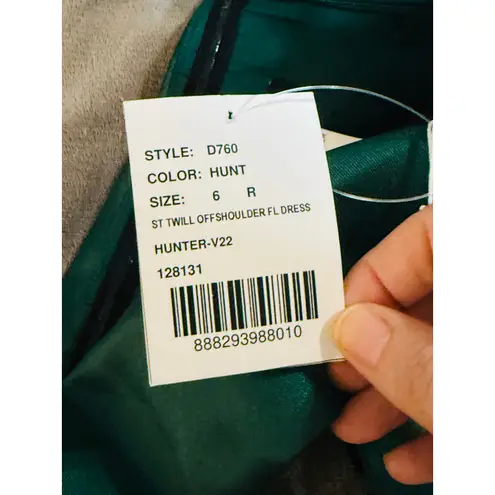 STYLE: D760
COLOR: HUNT
SIZE: 6 R
ST TWILL OFFSHOULDER FL DRESS
HUNTER-V22
128131
888293988010